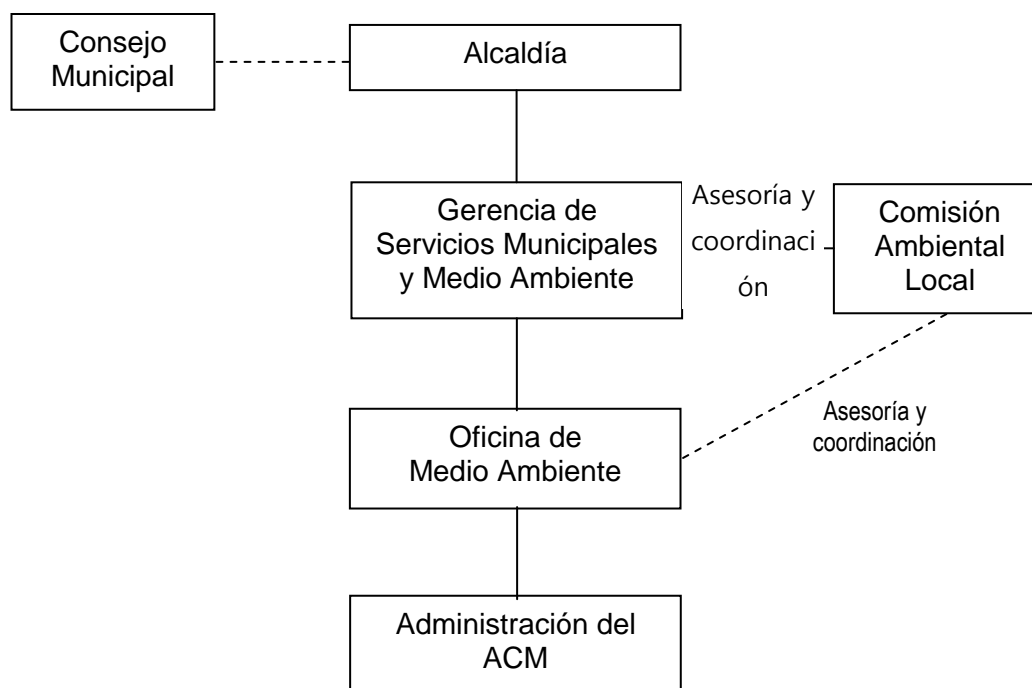 Consejo
Municipal
Alcaldía
Gerencia de
Servicios Municipales
y Medio Ambiente
Asesoría y
coordinaci
ón
Comisión
Ambiental
Local
Oficina de
Medio Ambiente
Asesoría y
coordinación
Administración del
ACM